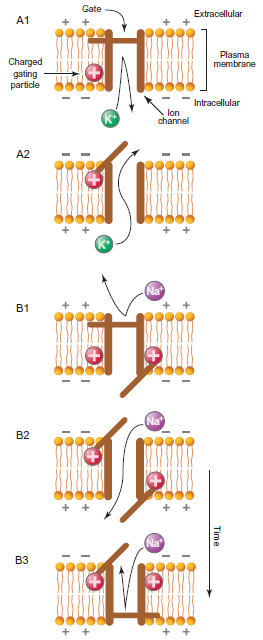 A1
Gate
+ +
+ +
Extracellular
Charged
gating
particle
+
Plasma
membrane
– –
– –
Intracellular
K+
Ion
channel
A2
– –
– –
+
+ +
+ +
K+
Na+
B1
+ +
+ +
+
+
– –
– –
B2
Na+
– –
– –
+
+
+ +
+ +
Time
B3
Na+
– –
– –
+
+
+ +
+ +